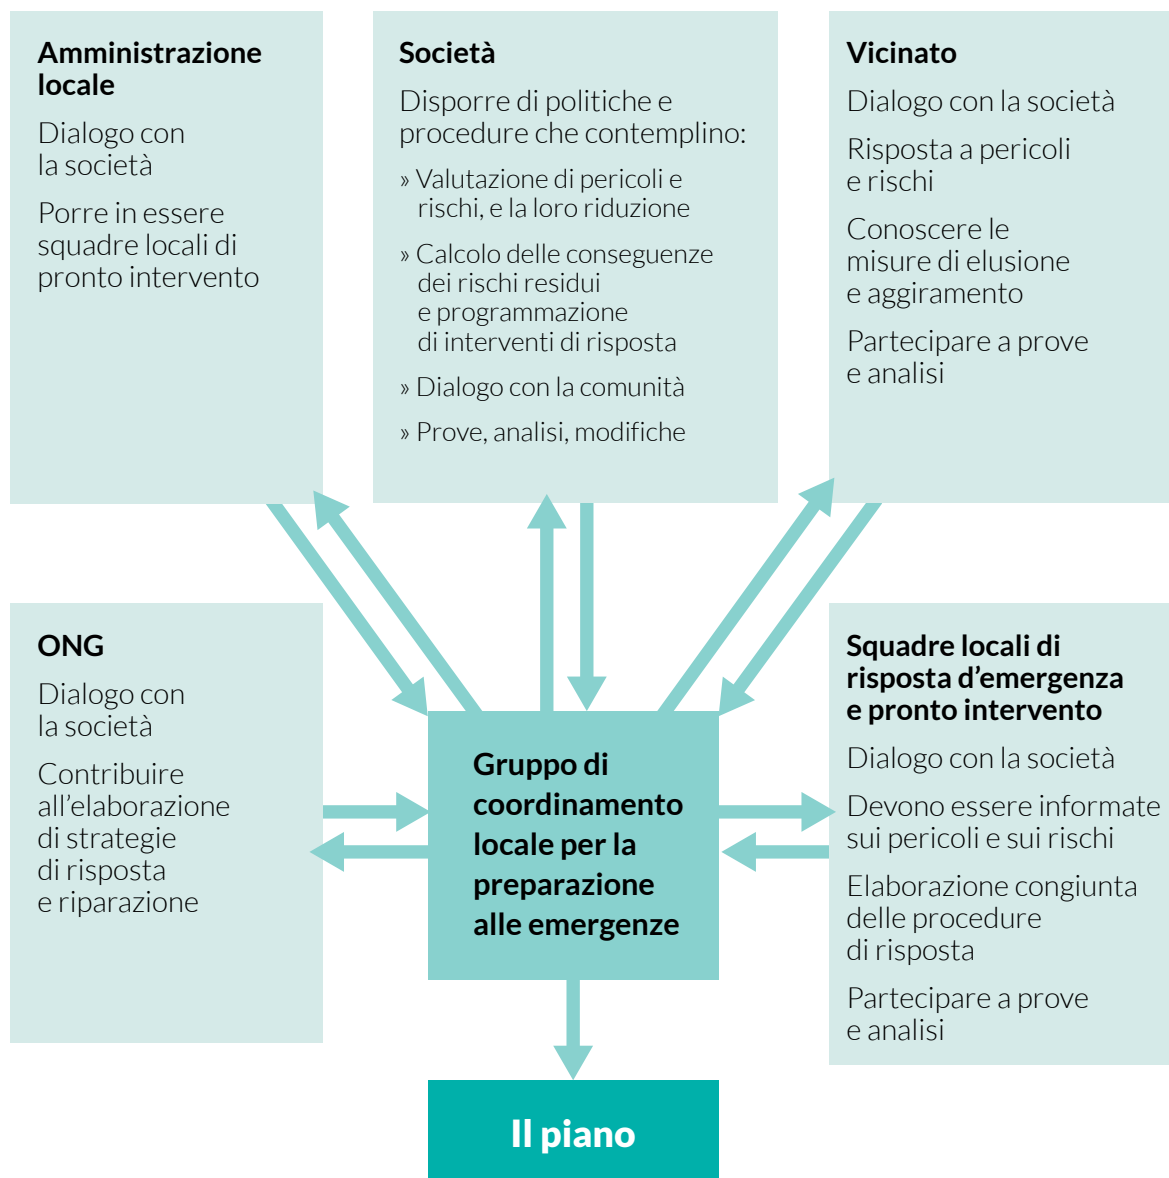 Amministrazione
locale
Dialogo con
la società
Porre in essere
squadre locali di
pronto intervento
Società
Disporre di politiche e
procedure che contemplino:
» Valutazione di pericoli e
rischi, e la loro riduzione
» Calcolo delle conseguenze
dei rischi residui
e programmazione
di interventi di risposta
» Dialogo con la comunità
» Prove, analisi, modifiche
Vicinato
Dialogo con la società
Risposta a pericoli
e rischi
Conoscere le
misure di elusione
e aggiramento
Partecipare a prove
e analisi
ONG
Dialogo con
la società
Contribuire
all’elaborazione
di strategie
di risposta
e riparazione
Gruppo di
coordinamento
locale per la
preparazione
alle emergenze
Squadre locali di
risposta d’emergenza
e pronto intervento
Dialogo con la società
Devono essere informate
sui pericoli e sui rischi
Elaborazione congiunta
delle procedure
di risposta
Partecipare a prove
e analisi
Il piano